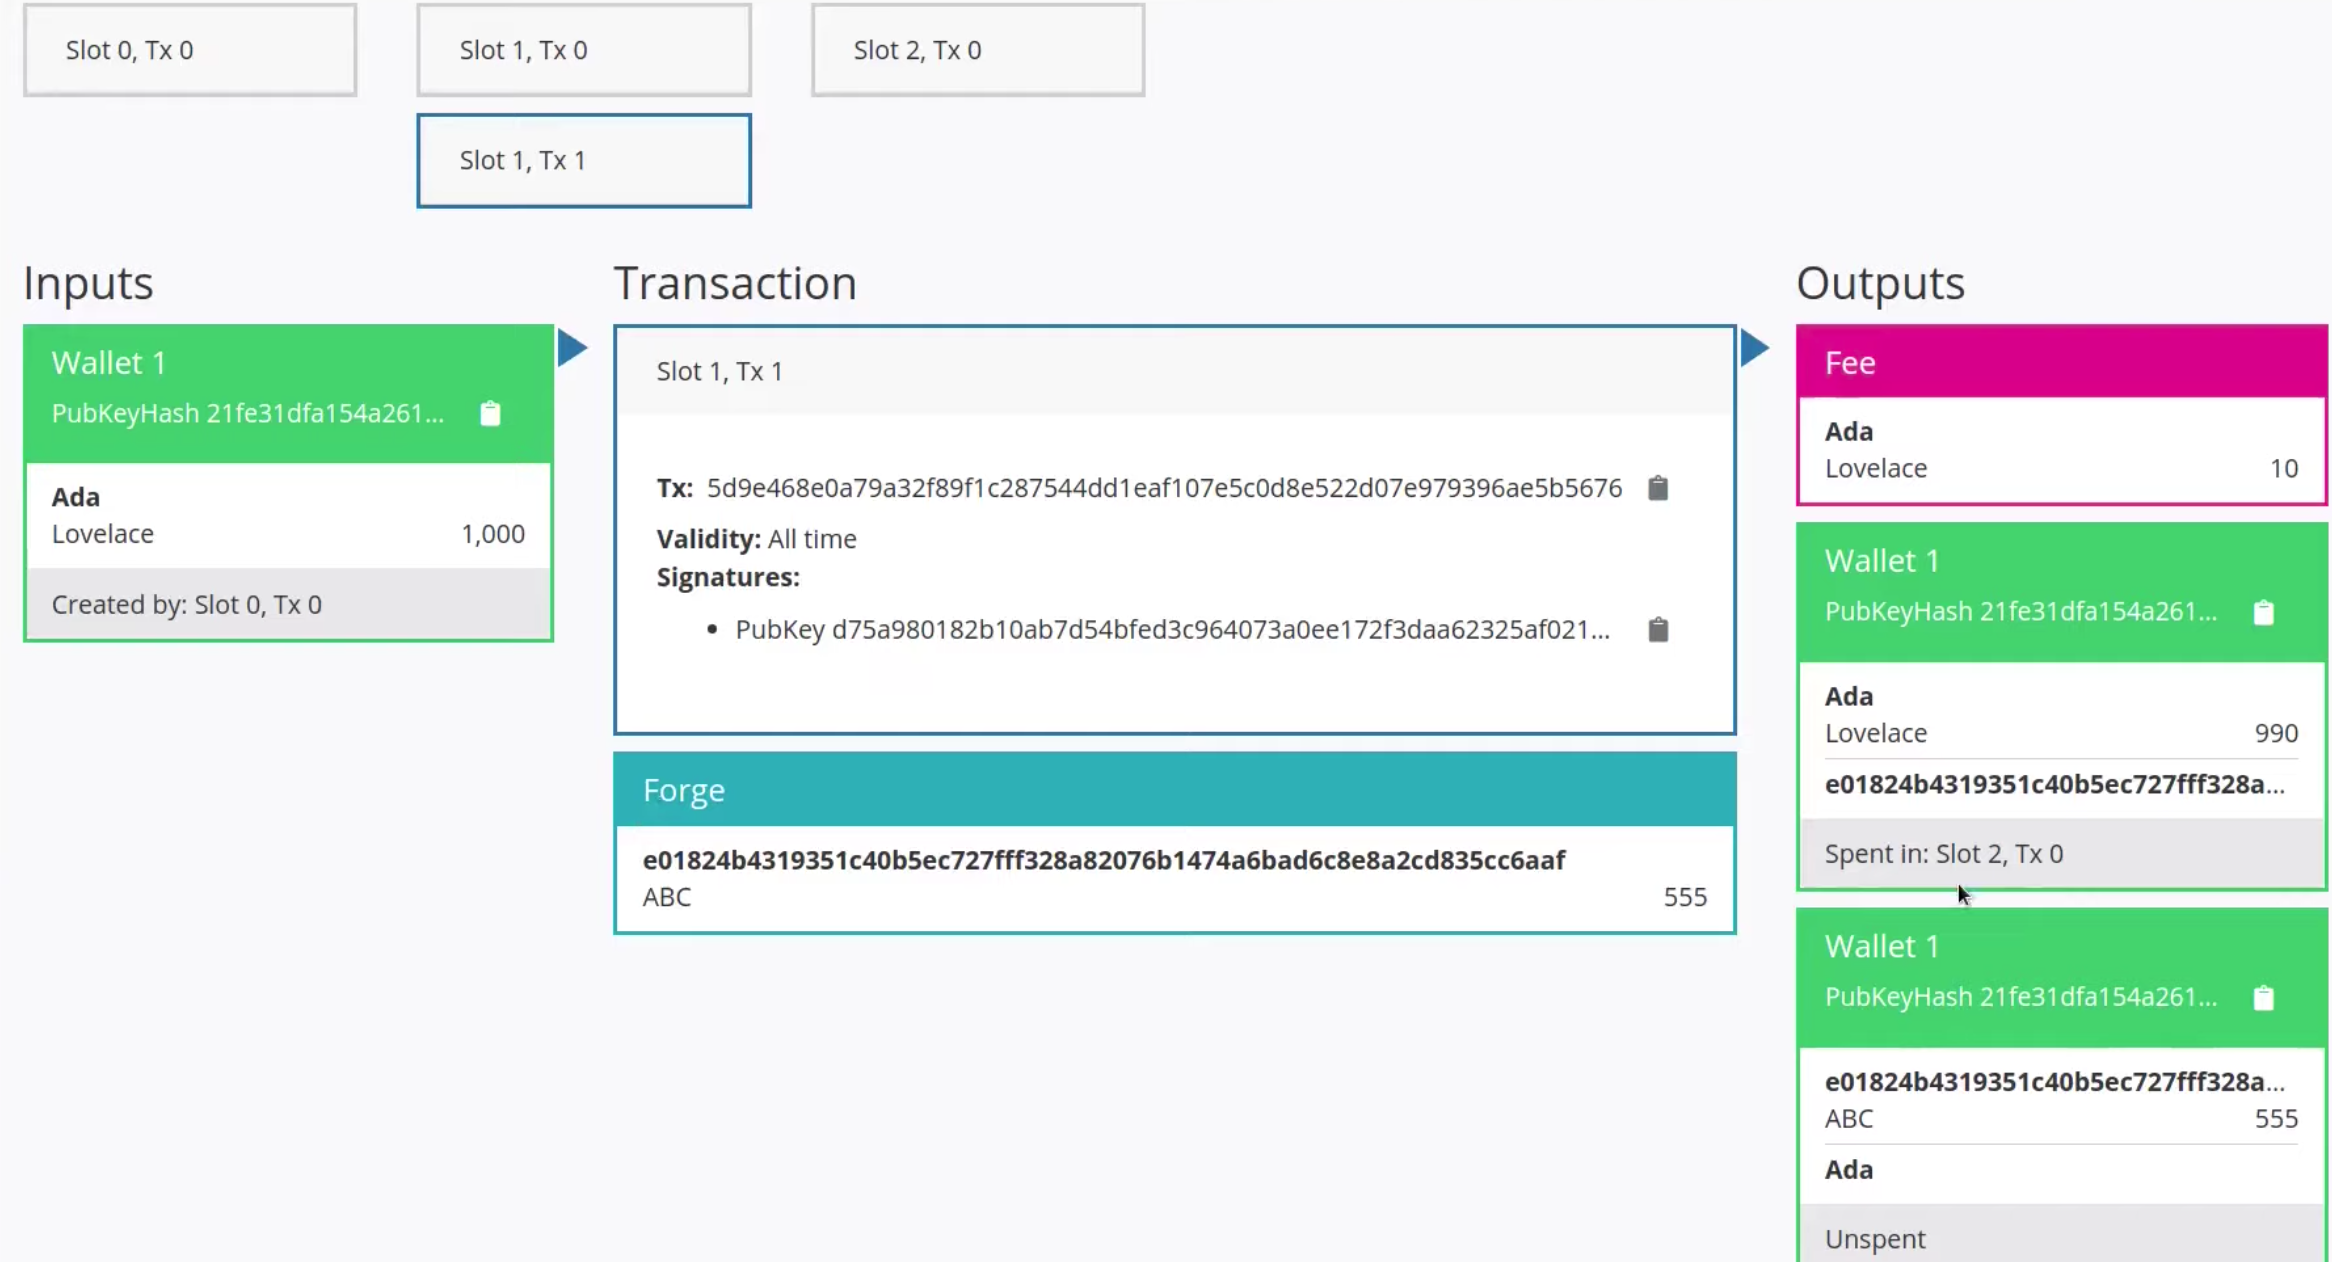 Slot 0, Tx 0
Slot 1, Tx 0
Slot 2, Tx 0
Slot 1, Tx 1
Inputs
Transaction
Outputs
Wallet 1
PubKeyHash 21fe31dfa154a261...
Ada
Lovelace 1,000
Created by: Slot 0, Tx 0
Slot 1, Tx 1
Tx: 5d9e468e0a79a32f89f1c287544dd1eaf107e5c0d8e522d07e979396ae5b5676
Validity: All time
Signatures:
• PubKey d75a980182b10ab7d54bfed3c964073a0ee172f3daa62325af021...
Forge
e01824b4319351c40b5ec727fff328a82076b1474a6bad6c8e8a2cd835cc6aaf
ABC 555
Fee
Ada
Lovelace 10
Wallet 1
PubKeyHash 21fe31dfa154a261...
Ada
Lovelace 990
e01824b4319351c40b5ec727fff328a...
Spent in: Slot 2, Tx 0
Wallet 1
PubKeyHash 21fe31dfa154a261...
e01824b4319351c40b5ec727fff328a...
ABC 555
Ada
Unspent